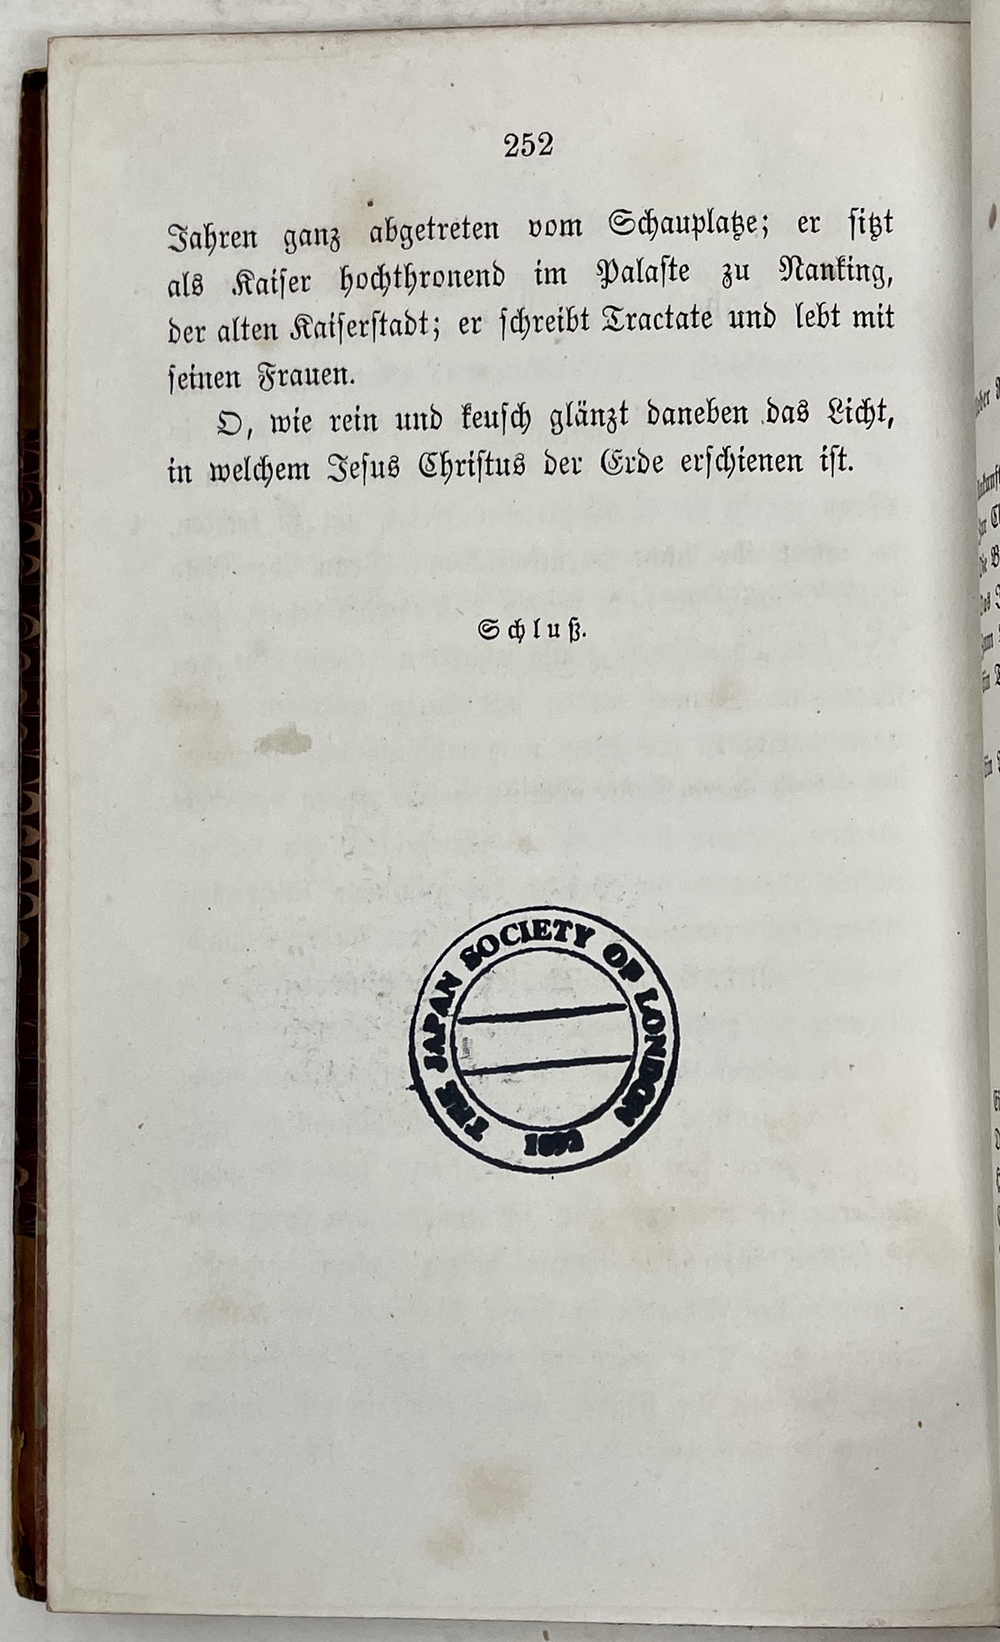 252
Jahren ganz abgetreten vom Schauplatze; er sitzt
als Kaiser hochthronend im Palaste zu Nanking,
der alten Kaiserstadt; er schreibt Tractate und lebt mit
seinen Frauen.
O, wie rein und keusch glänzt daneben das Licht,
in welchem Jesus Christus der Erde erschienen ist.
Schluß.
THE JAPAN SOCIETY OF LONDON